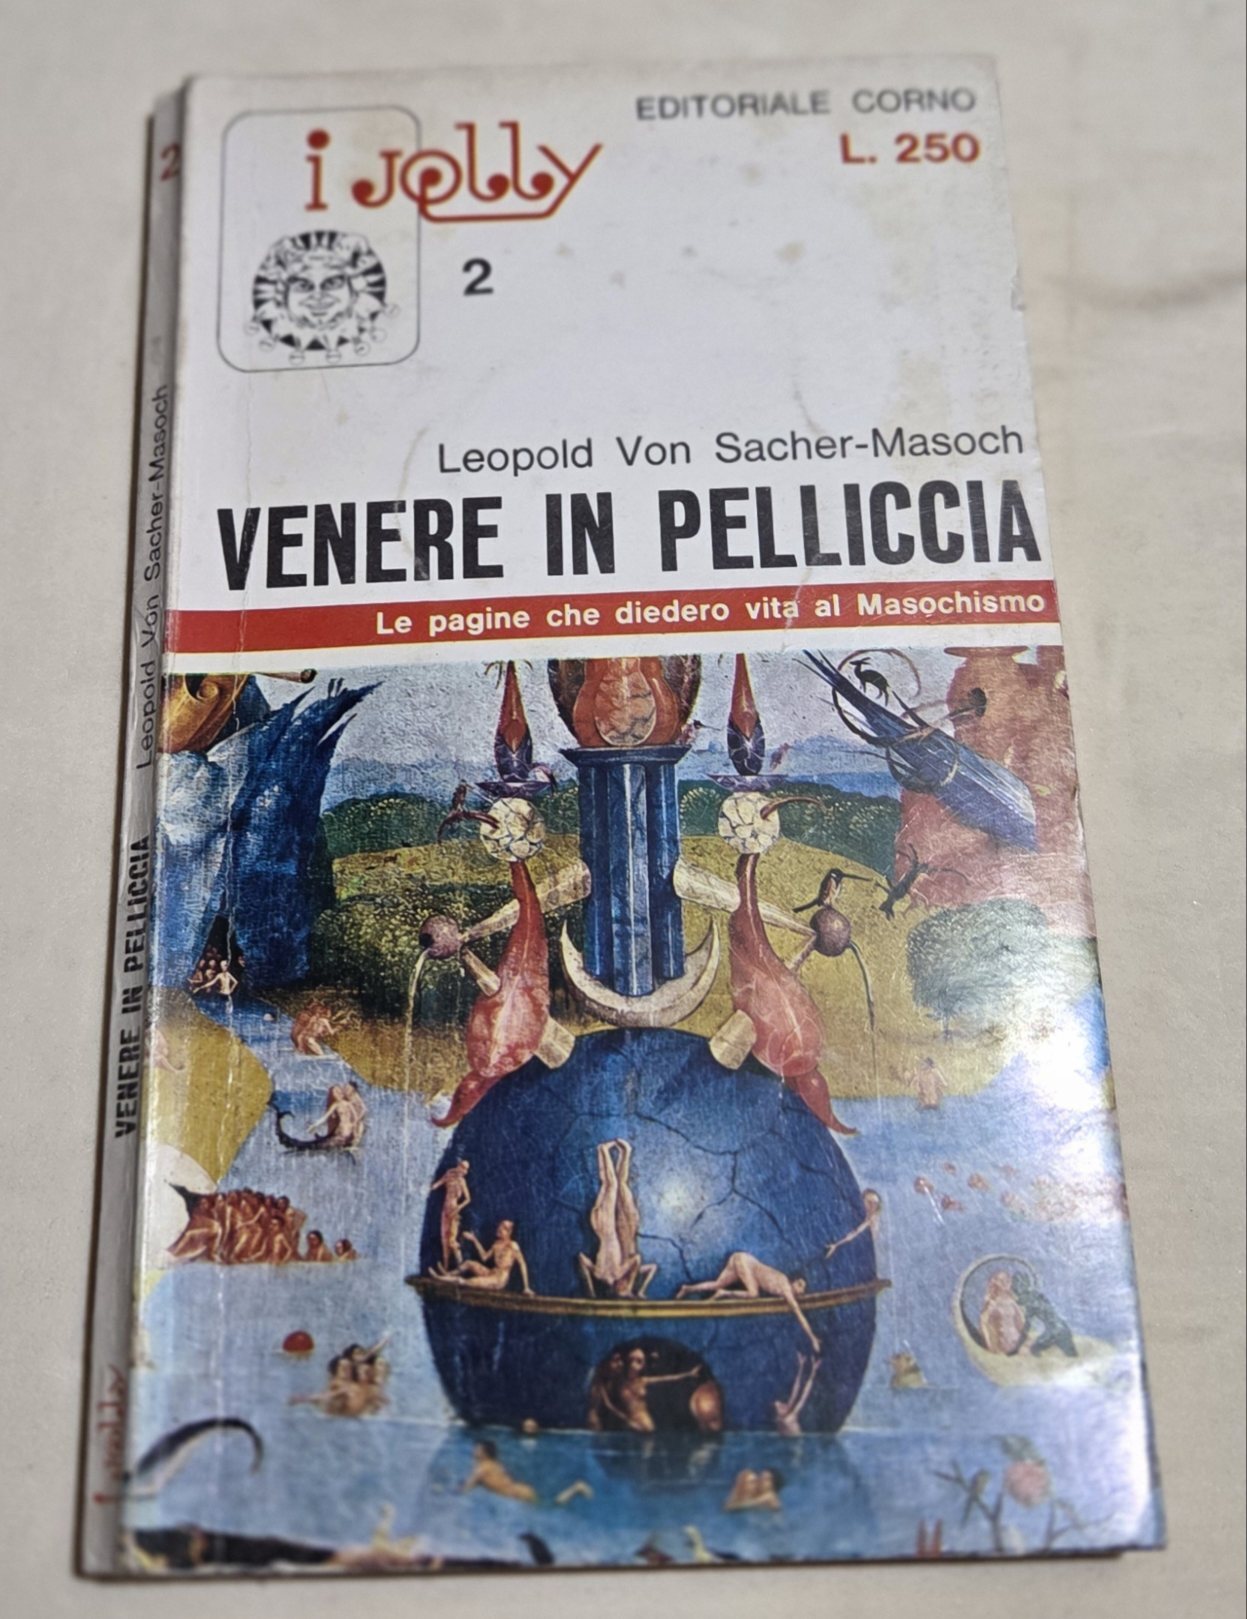 EDITORIALE CORNO
L. 250
i Jolly
2
Leopold Von Sacher-Masoch
VENERE IN PELLICCIA
Le pagine che diedero vita al Masochismo
2
Leopold Von Sacher-Masoch
VENERE IN PELLICCIA
i Jolly